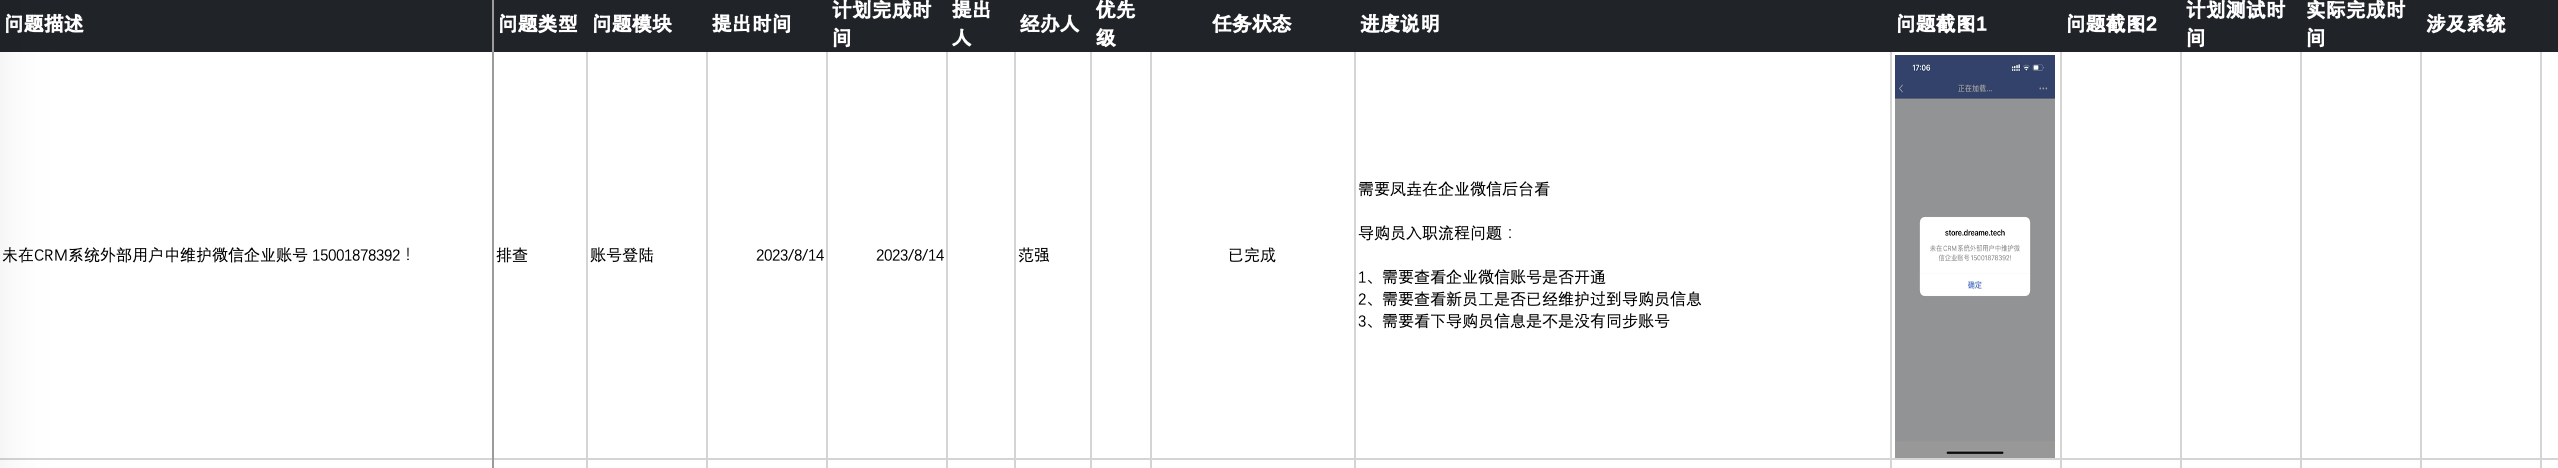 问题描述
问题类型
问题模块
提出时间
计划完成时
间
提出
人
经办人
优先
级
任务状态
进度说明
问题截图1
问题截图2
计划测试时
间
实际完成时
间
涉及系统
未在CRM系统外部用户中维护微信企业账号 15001878392！
排查
账号登陆
2023/8/14
2023/8/14
范强
已完成
需要凤垚在企业微信后台看
导购员入职流程问题：
1、需要查看企业微信账号是否开通
2、需要查看新员工是否已经维护过到导购员信息
3、需要看下导购员信息是不是没有同步账号
17:06
正在加载...
store.dreame.tech
未在CRM系统外部用户中维护微
信企业账号15001878392!
确定